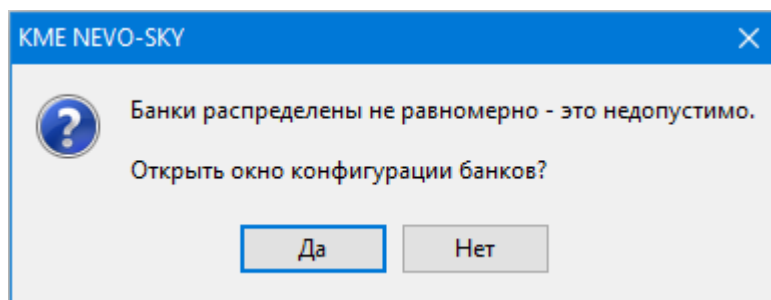 KME NEVO-SKY
Банки распределены не равномерно - это недопустимо.
Открыть окно конфигурации банков?
Да
Нет